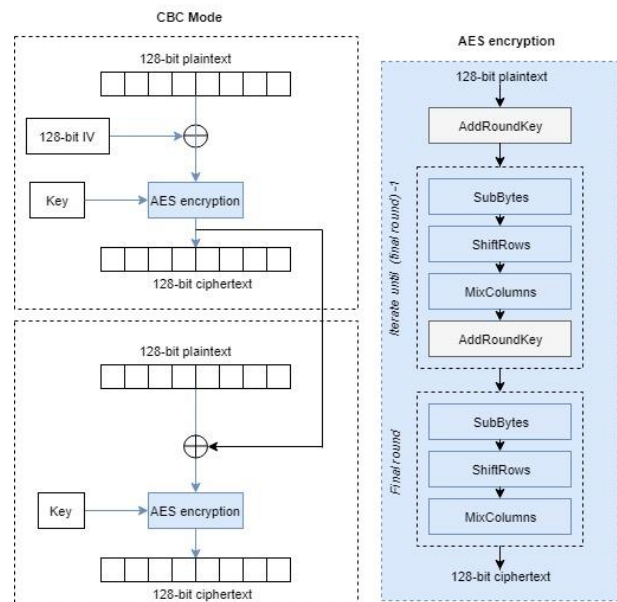 CBC Mode
128-bit plaintext
128-bit IV
Key
AES encryption
128-bit ciphertext
128-bit plaintext
Key
AES encryption
128-bit ciphertext
AES encryption
128-bit plaintext
AddRoundKey
Iterate until (final round) -1
SubBytes
ShiftRows
MixColumns
AddRoundKey
Final round
SubBytes
ShiftRows
MixColumns
128-bit ciphertext